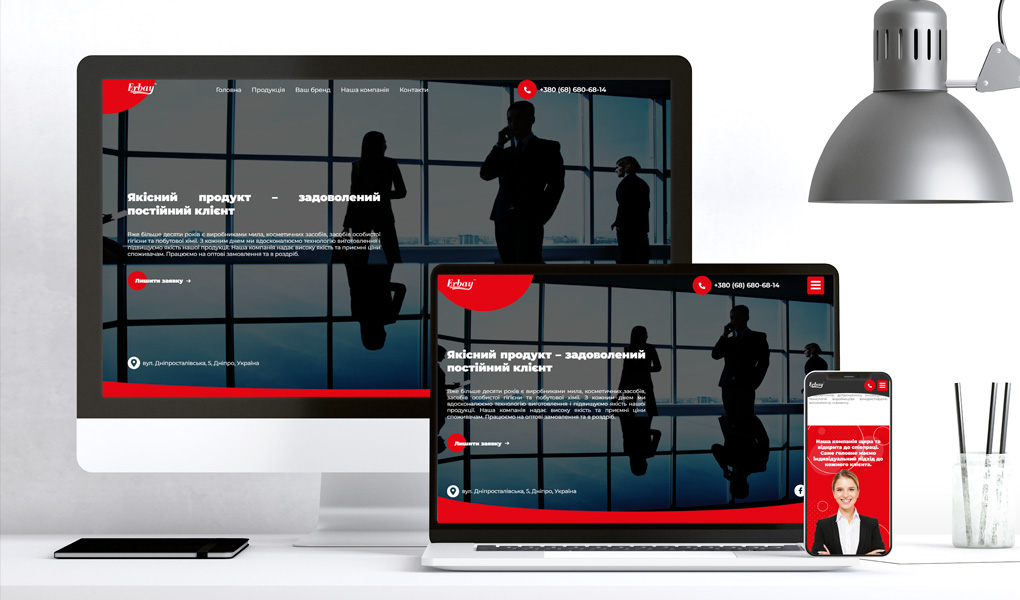 Erbay
Головна Продукція Ваш бренд Наша компанія Контакти
+380 (68) 680-68-14
Якісний продукт – задоволений
постійний клієнт
Вже більше десяти років є виробниками мила, косметичних засобів, засобів особистої
гігієни та побутової хімії. З кожним днем ми вдосконалюємо технологію виготовлення і
підвищуємо якість нашої продукції. Наша компанія надає високу якість та приємні ціни
споживачам. Працюємо на оптові замовлення та в роздріб.
Лишити заявку →
вул. Дніпросталівська, 5, Дніпро, Україна
Erbay
+380 (68) 680-68-14
Якісний продукт – задоволений
постійний клієнт
Вже більше десяти років є виробниками мила, косметичних засобів,
засобів особистої гігієни та побутової хімії. З кожним днем ми
вдосконалюємо технологію виготовлення і підвищуємо якість нашої
продукції. Наша компанія надає високу якість та приємні ціни
споживачам. Працюємо на оптові замовлення та в роздріб.
Лишити заявку →
вул. Дніпросталівська, 5, Дніпро, Україна
Erbay
Наша компанія щира та
відкрита до співпраці.
Саме головне маємо
індивідуальний підхід до
кожного клієнта.